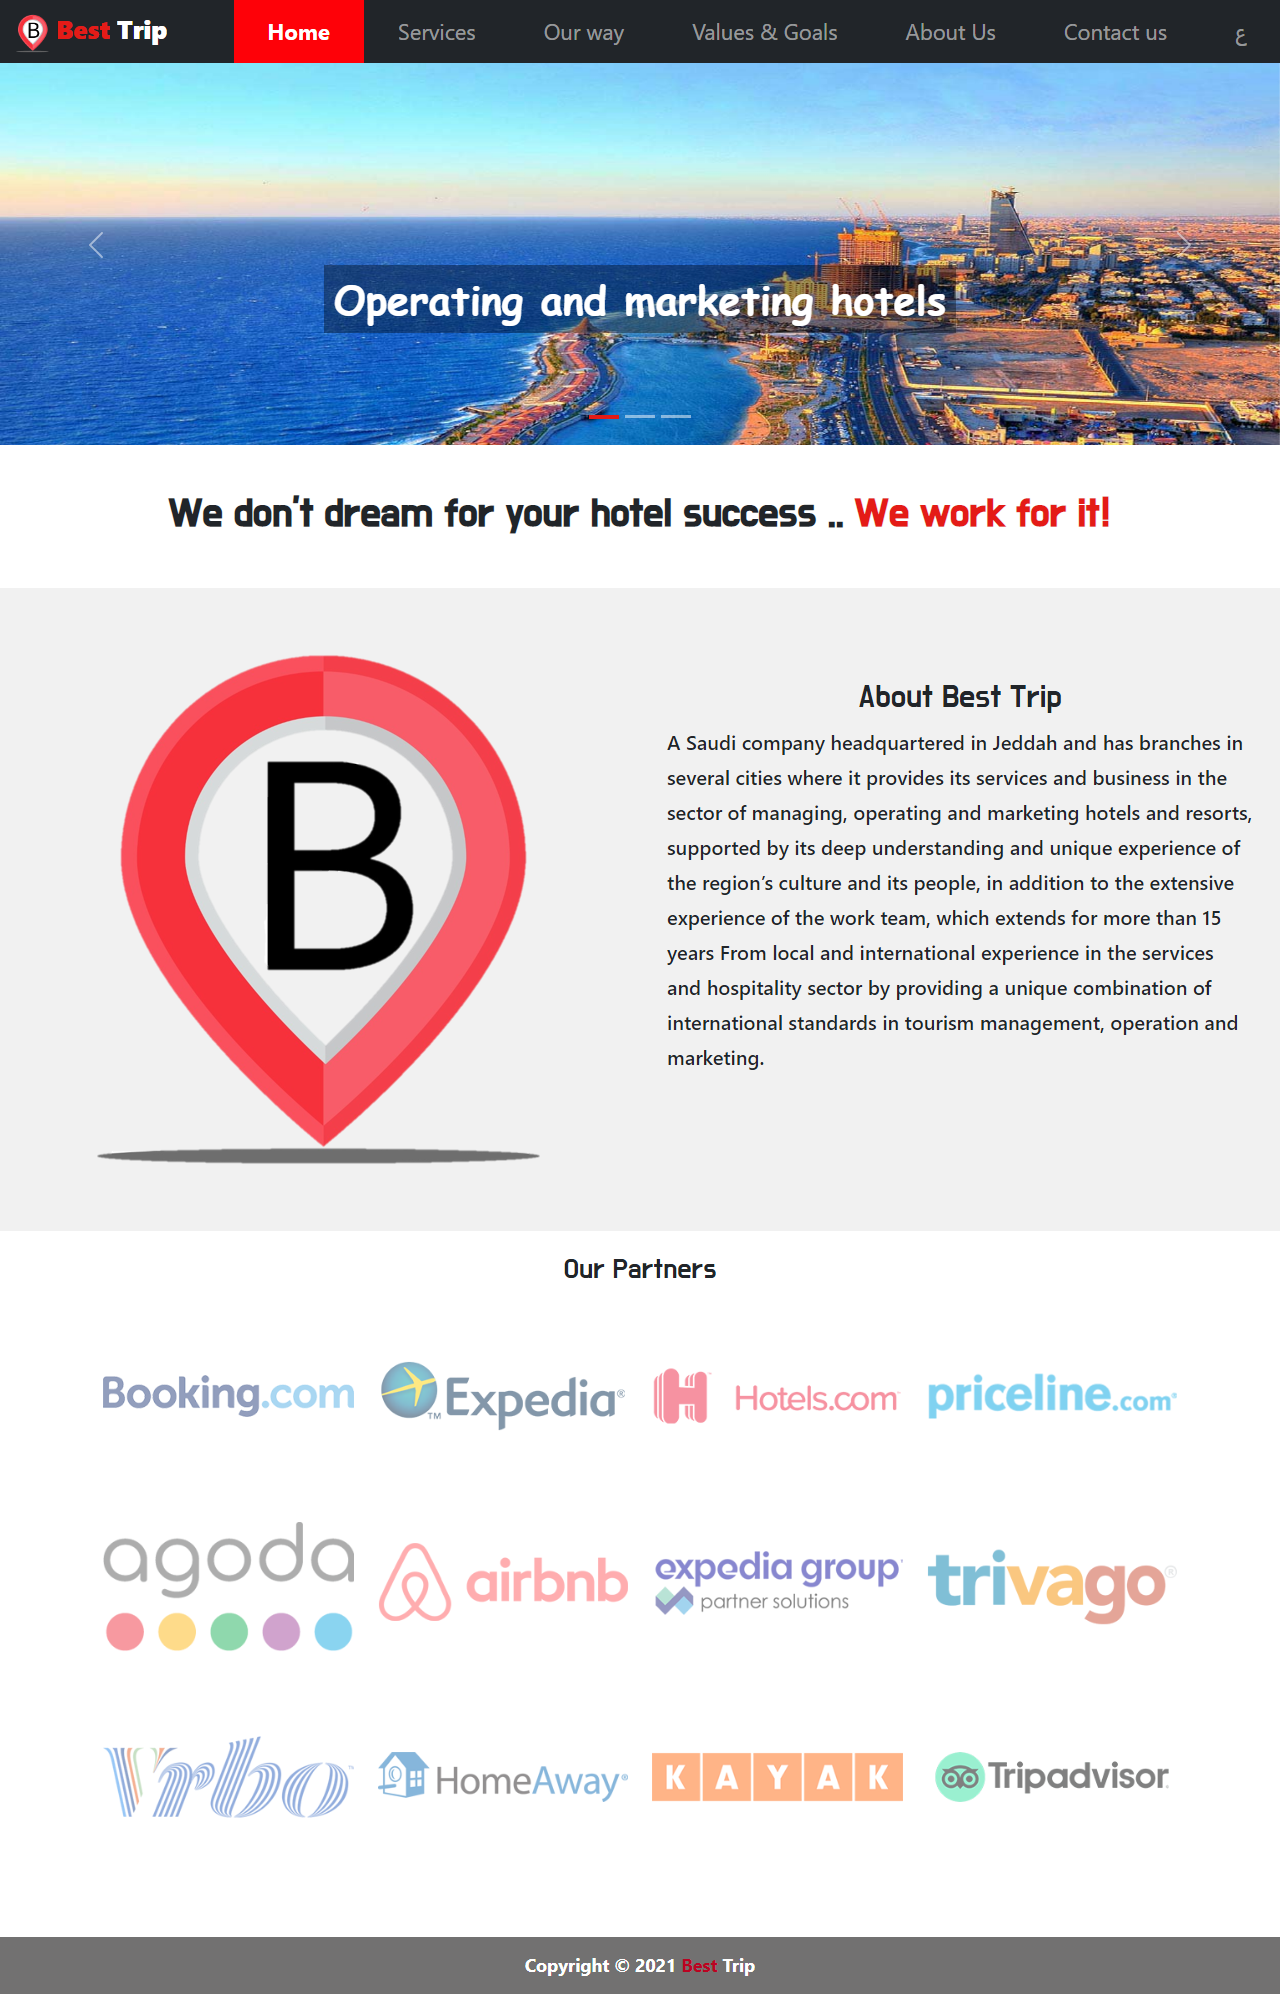 B Best Trip Home Services Our way Values & Goals About Us Contact us ع
Operating and marketing hotels
We don't dream for your hotel success .. We work for it!
B
About Best Trip
A Saudi company headquartered in Jeddah and has branches in
several cities where it provides its services and business in the
sector of managing, operating and marketing hotels and resorts,
supported by its deep understanding and unique experience of
the region’s culture and its people, in addition to the extensive
experience of the work team, which extends for more than 15
years From local and international experience in the services
and hospitality sector by providing a unique combination of
international standards in tourism management, operation and
marketing.
Our Partners
Booking.com
™ Expedia®
H Hotels.com™
priceline.com®
agoda
airbnb
expedia group™
partner solutions
trivago®
Vrbo™
HomeAway®
KAYAK
Tripadvisor
Copyright © 2021 Best Trip